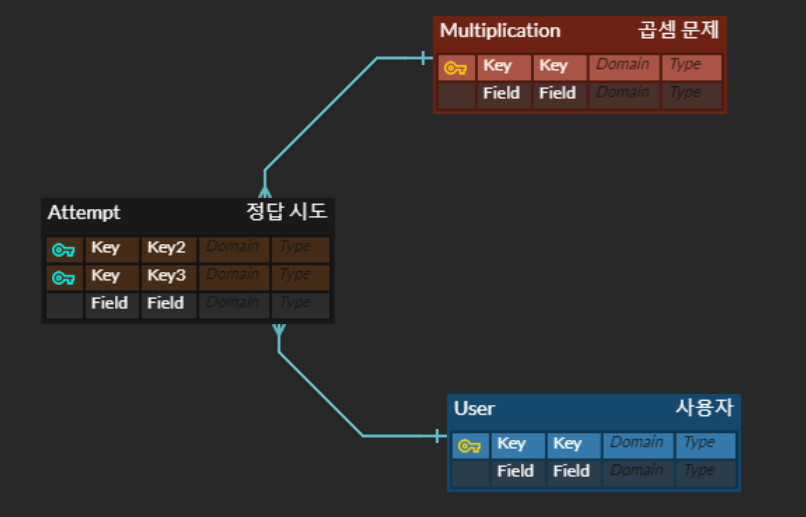 Multiplication 곱셈 문제
Key Key Domain Type
Field Field Domain Type
Attempt 정답 시도
Key Key2 Domain Type
Key Key3 Domain Type
Field Field Domain Type
User 사용자
Key Key Domain Type
Field Field Domain Type